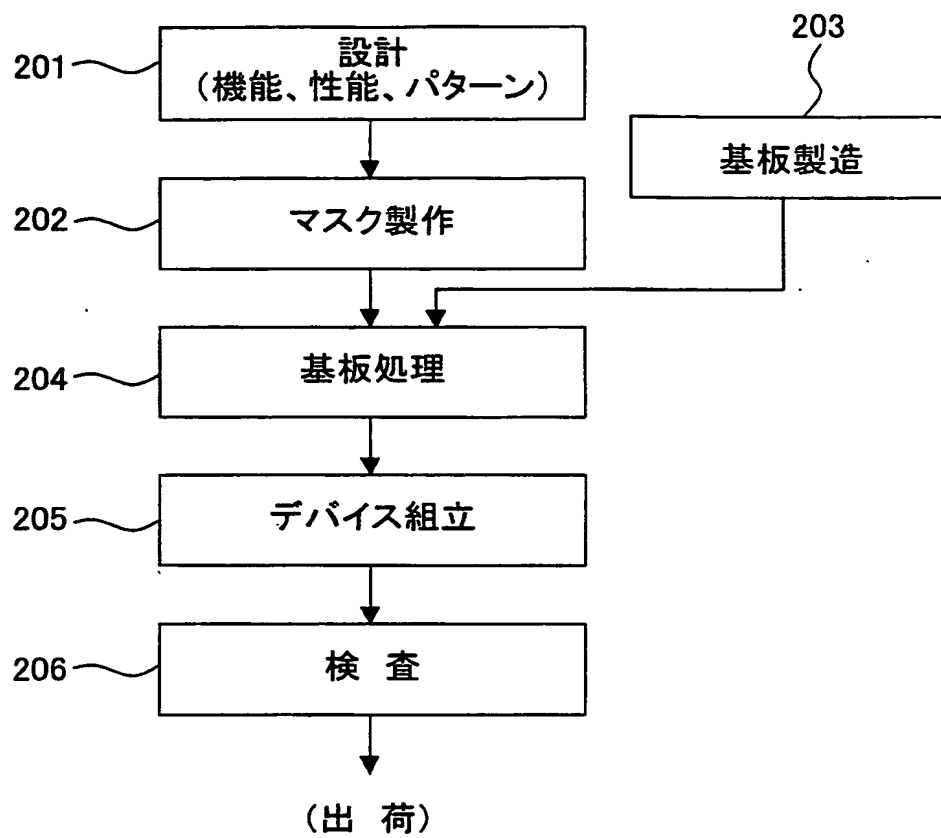 201
設計
(機能、性能、パターン)
203
基板製造
202
マスク製作
204
基板処理
205
デバイス組立
206
検 査
(出 荷)